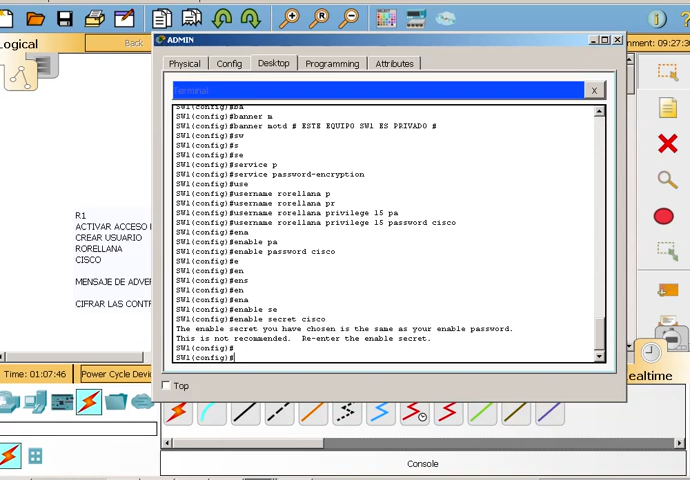 ADMIN
Logical
Back
nment: 09:27:3
Physical
Config
Desktop
Programming
Attributes
Terminal
X
SW1(config)#ba
SW1(config)#banner m
SW1(config)#banner motd # ESTE EQUIPO SW1 ES PRIVADO #
SW1(config)#sw
SW1(config)#s
SW1(config)#se
SW1(config)#service p
SW1(config)#service password-encryption
SW1(config)#use
SW1(config)#username rorellana p
SW1(config)#username rorellana pr
SW1(config)#username rorellana privilege 15 pa
SW1(config)#username rorellana privilege 15 password cisco
SW1(config)#ena
SW1(config)#enable pa
SW1(config)#enable password cisco
SW1(config)#e
SW1(config)#en
SW1(config)#ens
SW1(config)#en
SW1(config)#ena
SW1(config)#enable se
SW1(config)#enable secret cisco
The enable secret you have chosen is the same as your enable password.
This is not recommended.  Re-enter the enable secret.
SW1(config)#
SW1(config)#
R1
ACTIVAR ACCESO
CREAR USUARIO
RORELLANA
CISCO
MENSAJE DE ADVE
CIFRAR LAS CONT
Time: 01:07:46
Power Cycle Devi
Top
ealtime
Console